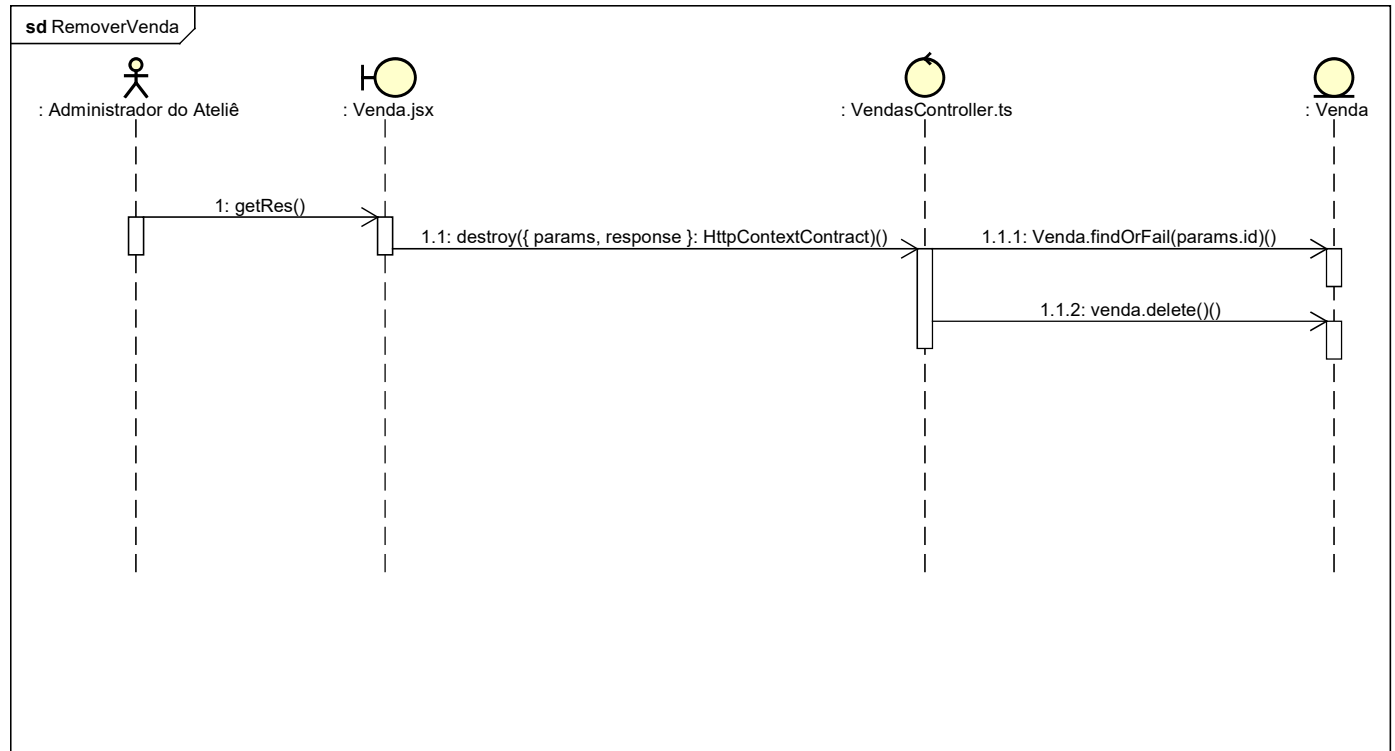 sd RemoverVenda
: Administrador do Ateliê
: Venda.jsx
: VendasController.ts
: Venda
1: getRes()
1.1: destroy({ params, response }: HttpContextContract)()
1.1.1: Venda.findOrFail(params.id)()
1.1.2: venda.delete()()